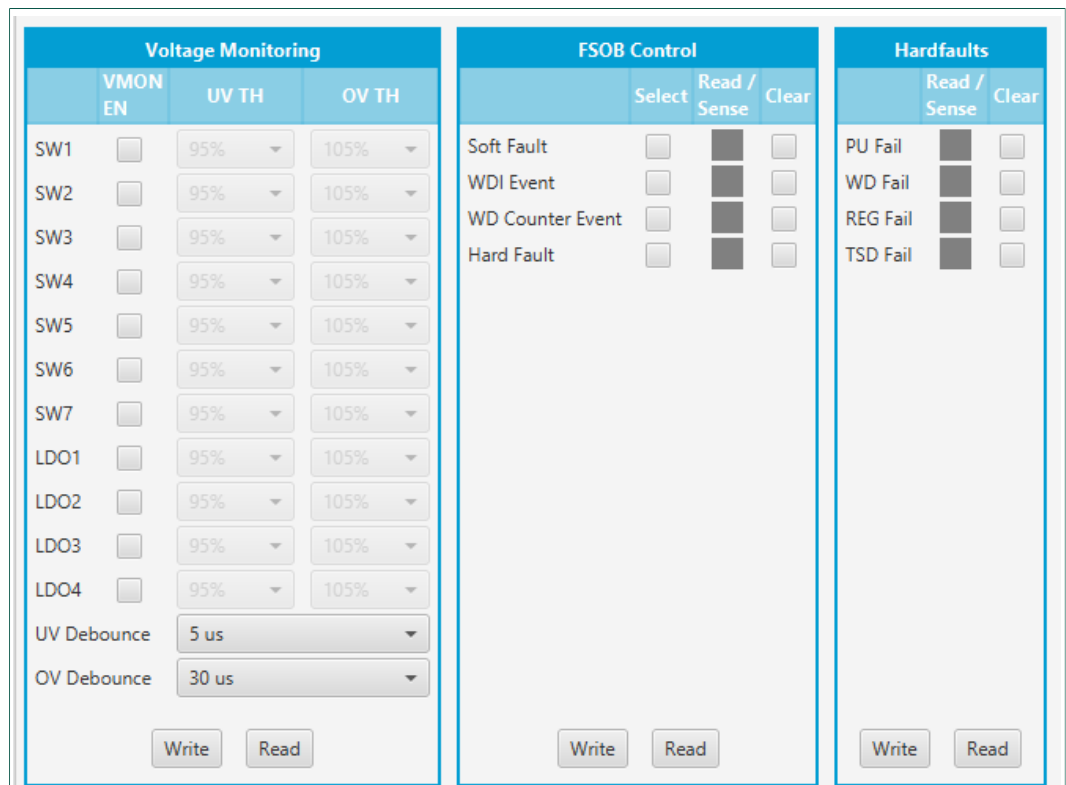 Voltage Monitoring
VMON EN UV TH OV TH
SW1 95% 105%
SW2 95% 105%
SW3 95% 105%
SW4 95% 105%
SW5 95% 105%
SW6 95% 105%
SW7 95% 105%
LDO1 95% 105%
LDO2 95% 105%
LDO3 95% 105%
LDO4 95% 105%
UV Debounce 5 us
OV Debounce 30 us
Write Read
FSOB Control
Select Read / Sense Clear
Soft Fault
WDI Event
WD Counter Event
Hard Fault
Write Read
Hardfaults
Read / Sense Clear
PU Fail
WD Fail
REG Fail
TSD Fail
Write Read